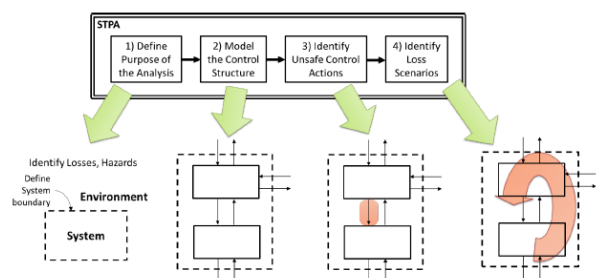 STPA
1) Define
Purpose of
the Analysis
2) Model
the Control
Structure
3) Identify
Unsafe Control
Actions
4) Identify
Loss
Scenarios
Identify Losses, Hazards
Define
System
boundary
Environment
System